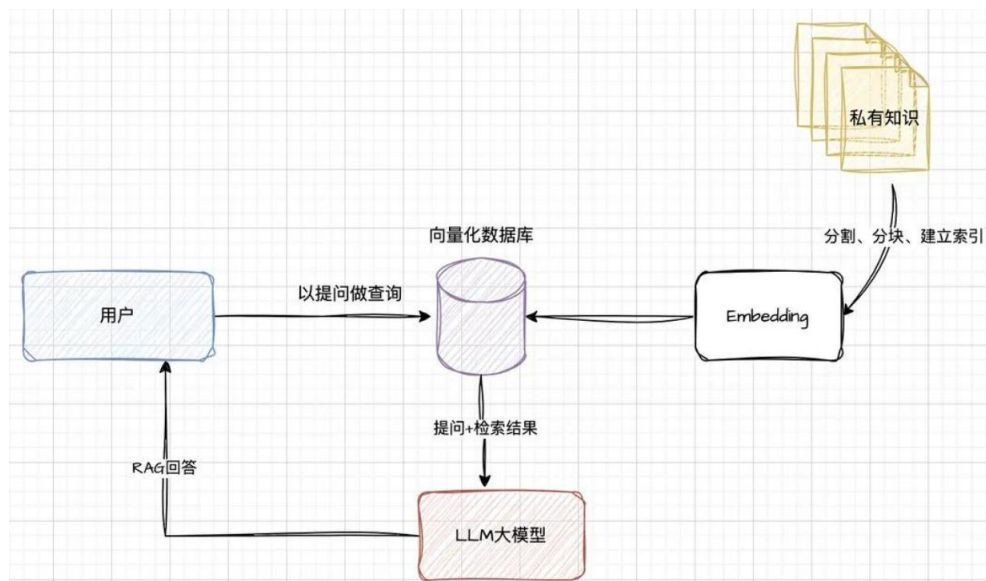 私有知识
分割、分块、建立索引
向量化数据库
用户
以提问做查询
Embedding
提问+检索结果
RAG回答
LLM大模型